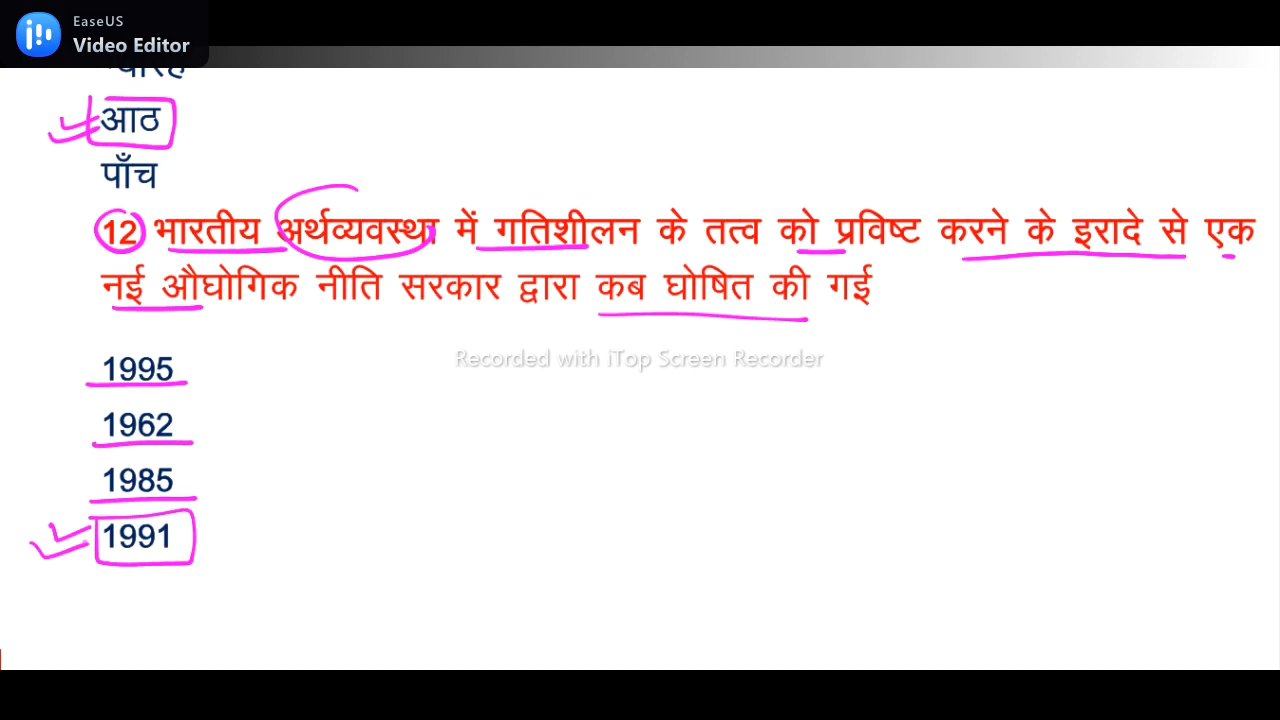 EaseUS
Video Editor
आठ
पाँच
12 भारतीय अर्थव्यवस्था में गतिशीलन के तत्व को प्रविष्ट करने के इरादे से एक
नई औघोगिक नीति सरकार द्वारा कब घोषित की गई
1995
Recorded with iTop Screen Recorder
1962
1985
1991